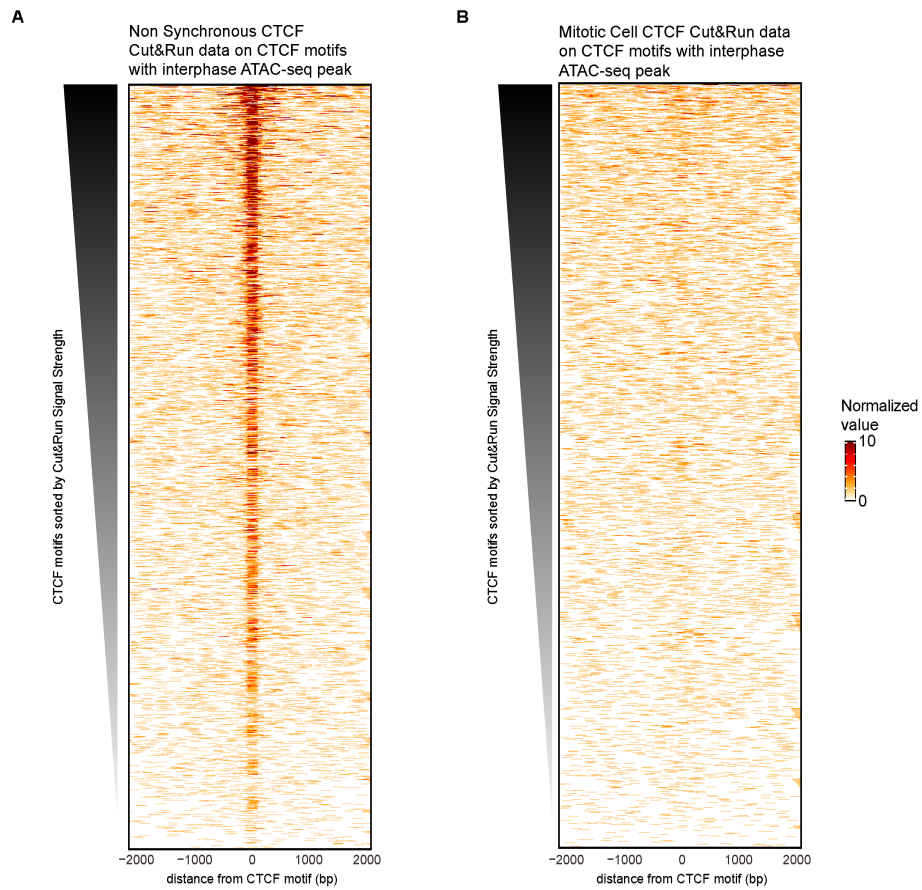 A
Non Synchronous CTCF
Cut&Run data on CTCF motifs
with interphase ATAC-seq peak
CTCF motifs sorted by Cut&Run Signal Strength
−2000 −1000 0 1000 2000
distance from CTCF motif (bp)
B
Mitotic Cell CTCF Cut&Run data
on CTCF motifs with interphase
ATAC-seq peak
CTCF motifs sorted by Cut&Run Signal Strength
−2000 −1000 0 1000 2000
distance from CTCF motif (bp)
Normalized
value
10
0